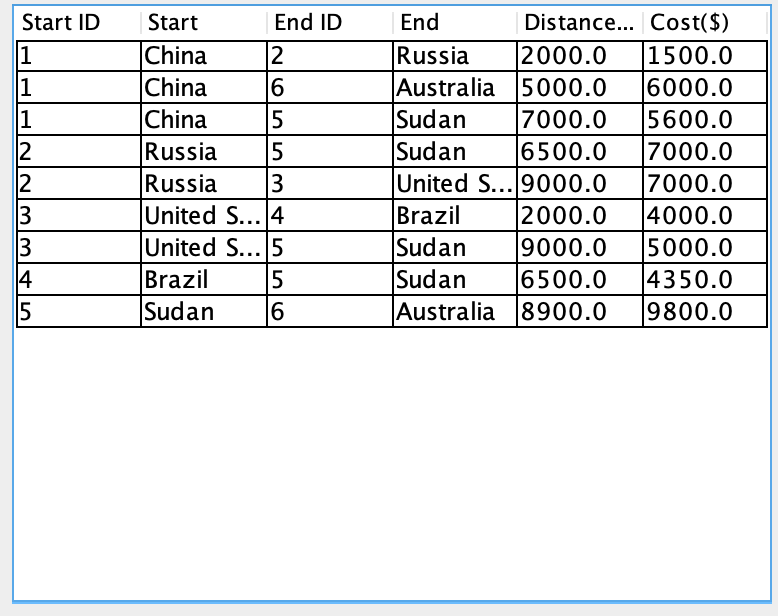 Start ID Start End ID End Distance... Cost($)
1 China 2 Russia 2000.0 1500.0
1 China 6 Australia 5000.0 6000.0
1 China 5 Sudan 7000.0 5600.0
2 Russia 5 Sudan 6500.0 7000.0
2 Russia 3 United S... 9000.0 7000.0
3 United S... 4 Brazil 2000.0 4000.0
3 United S... 5 Sudan 9000.0 5000.0
4 Brazil 5 Sudan 6500.0 4350.0
5 Sudan 6 Australia 8900.0 9800.0